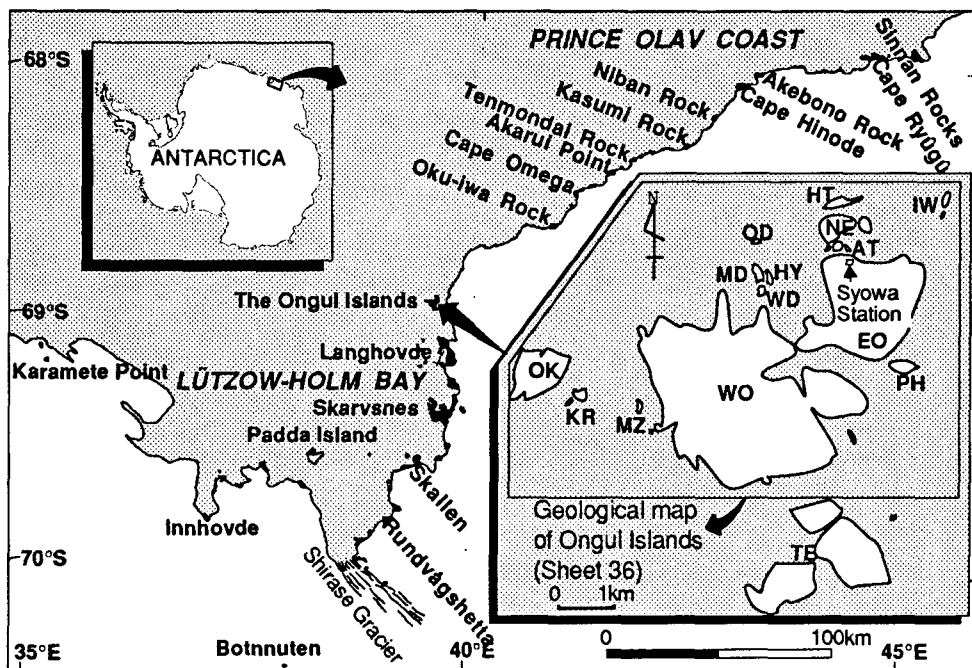 68°S
PRINCE OLAV COAST
Sinnan Rocks
Cape Ryûgû
Akebono Rock
Cape Hinode
Niban Rock
Kasumi Rock
Tenmondai Rock
Akarui Point
Cape Omega
Oku-iwa Rock
ANTARCTICA
N
HT
IW
NE
OD
AT
MD
HY
WD
Syowa
Station
EO
PH
OK
KR
MZ
WO
The Ongul Islands
69°S
Langhovde
Karamete Point
LÜTZOW-HOLM BAY
Skarvsnes
Padda Island
Skallen
Innhovde
Rundvågshetta
Shirase Gracier
70°S
Geological map
of Ongul Islands
(Sheet 36)
TE
0 1km
0 100km
35°E
Botnnuten
40°E
45°E